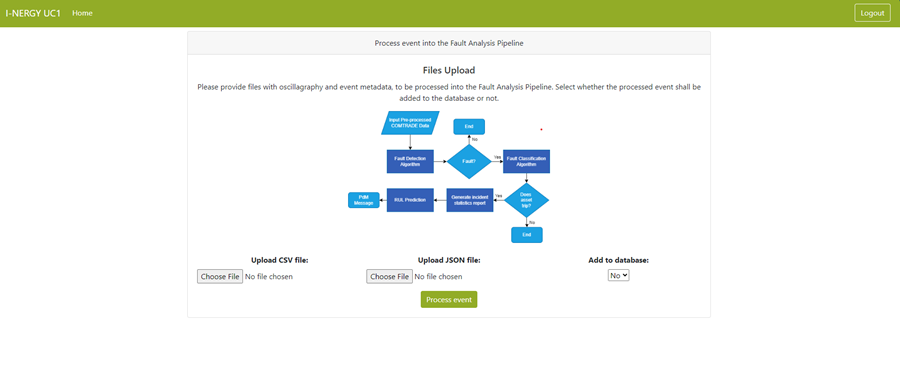 I-NERGY UC1 Home Logout
Process event into the Fault Analysis Pipeline
Files Upload
Please provide files with oscillagraphy and event metadata, to be processed into the Fault Analysis Pipeline. Select whether the processed event shall be
added to the database or not.
Input Pre-processed
COMTRADE Data
End
No
Fault Detection
Algorithm
Fault?
Yes
Fault Classification
Algorithm
PdM
Message
RUL Prediction
Generate incident
statistics report
Yes
Does
asset
trip?
No
End
Upload CSV file: Upload JSON file: Add to database:
Choose File No file chosen Choose File No file chosen No
Process event